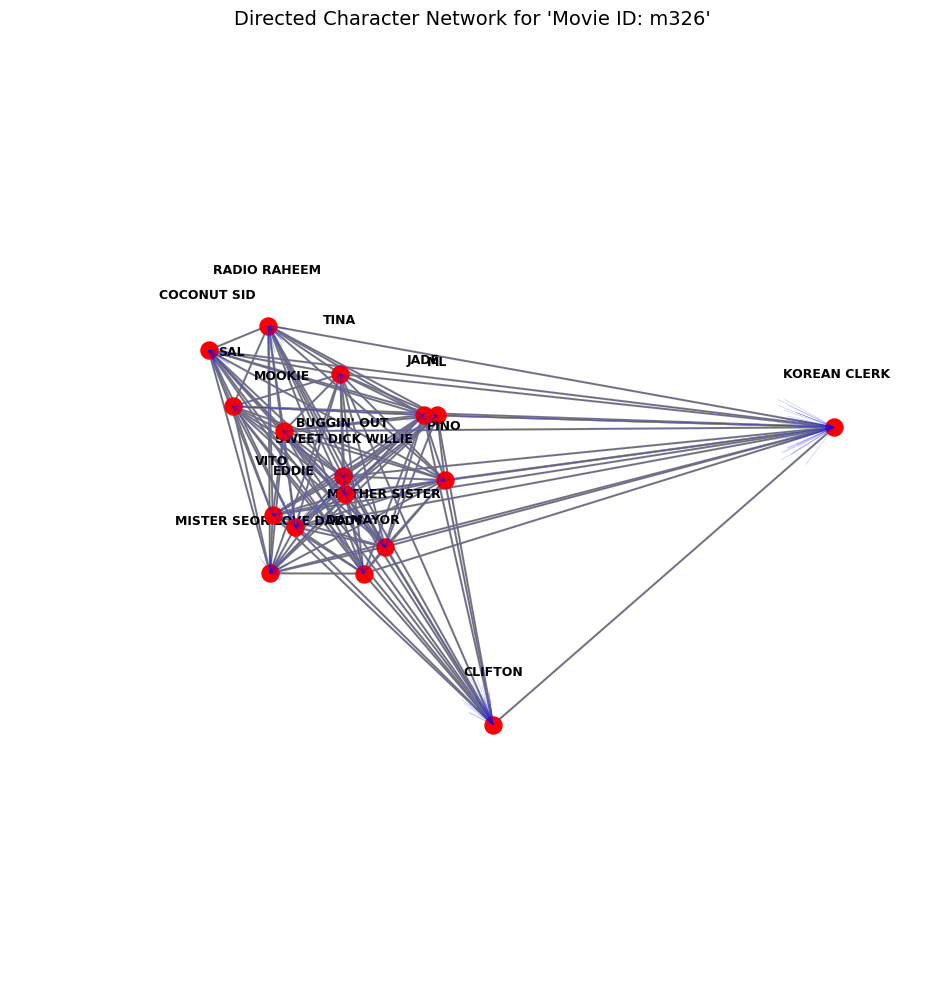 Directed Character Network for 'Movie ID: m326'
RADIO RAHEEM
COCONUT SID
TINA
SAL
JADE
ML
MOOKIE
KOREAN CLERK
BUGGIN' OUT
PINO
SWEET DICK WILLIE
VITO
EDDIE
MOTHER SISTER
MISTER SEOR LOVE DADDY
DA MAYOR
CLIFTON